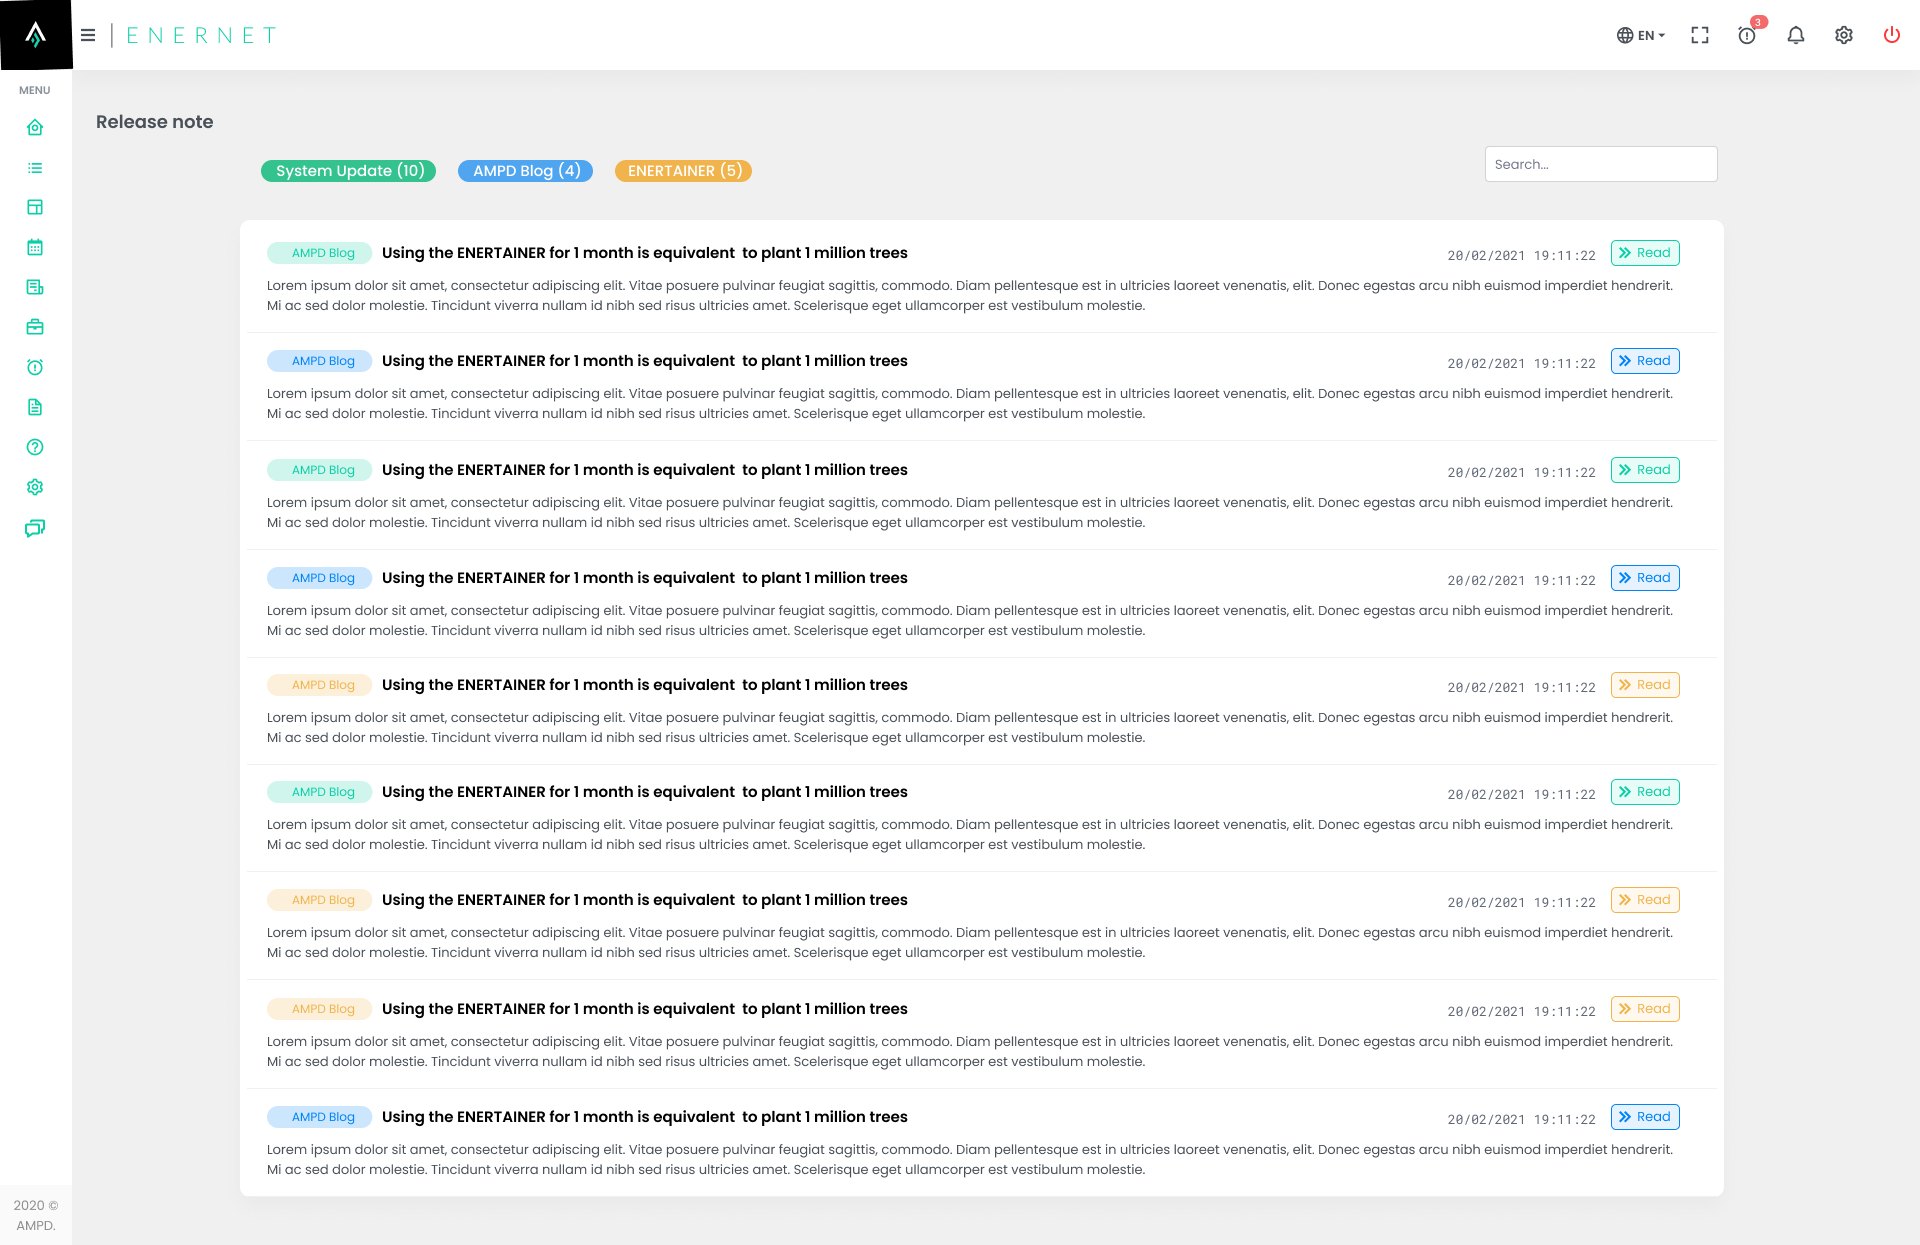 ENERNET
EN
3
MENU
Release note
System Update (10)
AMPD Blog (4)
ENERTAINER (5)
Search...
AMPD Blog Using the ENERTAINER for 1 month is equivalent  to plant 1 million trees 20/02/2021 19:11:22 Read
Lorem ipsum dolor sit amet, consectetur adipiscing elit. Vitae posuere pulvinar feugiat sagittis, commodo. Diam pellentesque est in ultricies laoreet venenatis, elit. Donec egestas arcu nibh euismod imperdiet hendrerit.
Mi ac sed dolor molestie. Tincidunt viverra nullam id nibh sed risus ultricies amet. Scelerisque eget ullamcorper est vestibulum molestie.
AMPD Blog Using the ENERTAINER for 1 month is equivalent  to plant 1 million trees 20/02/2021 19:11:22 Read
Lorem ipsum dolor sit amet, consectetur adipiscing elit. Vitae posuere pulvinar feugiat sagittis, commodo. Diam pellentesque est in ultricies laoreet venenatis, elit. Donec egestas arcu nibh euismod imperdiet hendrerit.
Mi ac sed dolor molestie. Tincidunt viverra nullam id nibh sed risus ultricies amet. Scelerisque eget ullamcorper est vestibulum molestie.
AMPD Blog Using the ENERTAINER for 1 month is equivalent  to plant 1 million trees 20/02/2021 19:11:22 Read
Lorem ipsum dolor sit amet, consectetur adipiscing elit. Vitae posuere pulvinar feugiat sagittis, commodo. Diam pellentesque est in ultricies laoreet venenatis, elit. Donec egestas arcu nibh euismod imperdiet hendrerit.
Mi ac sed dolor molestie. Tincidunt viverra nullam id nibh sed risus ultricies amet. Scelerisque eget ullamcorper est vestibulum molestie.
AMPD Blog Using the ENERTAINER for 1 month is equivalent  to plant 1 million trees 20/02/2021 19:11:22 Read
Lorem ipsum dolor sit amet, consectetur adipiscing elit. Vitae posuere pulvinar feugiat sagittis, commodo. Diam pellentesque est in ultricies laoreet venenatis, elit. Donec egestas arcu nibh euismod imperdiet hendrerit.
Mi ac sed dolor molestie. Tincidunt viverra nullam id nibh sed risus ultricies amet. Scelerisque eget ullamcorper est vestibulum molestie.
AMPD Blog Using the ENERTAINER for 1 month is equivalent  to plant 1 million trees 20/02/2021 19:11:22 Read
Lorem ipsum dolor sit amet, consectetur adipiscing elit. Vitae posuere pulvinar feugiat sagittis, commodo. Diam pellentesque est in ultricies laoreet venenatis, elit. Donec egestas arcu nibh euismod imperdiet hendrerit.
Mi ac sed dolor molestie. Tincidunt viverra nullam id nibh sed risus ultricies amet. Scelerisque eget ullamcorper est vestibulum molestie.
AMPD Blog Using the ENERTAINER for 1 month is equivalent  to plant 1 million trees 20/02/2021 19:11:22 Read
Lorem ipsum dolor sit amet, consectetur adipiscing elit. Vitae posuere pulvinar feugiat sagittis, commodo. Diam pellentesque est in ultricies laoreet venenatis, elit. Donec egestas arcu nibh euismod imperdiet hendrerit.
Mi ac sed dolor molestie. Tincidunt viverra nullam id nibh sed risus ultricies amet. Scelerisque eget ullamcorper est vestibulum molestie.
AMPD Blog Using the ENERTAINER for 1 month is equivalent  to plant 1 million trees 20/02/2021 19:11:22 Read
Lorem ipsum dolor sit amet, consectetur adipiscing elit. Vitae posuere pulvinar feugiat sagittis, commodo. Diam pellentesque est in ultricies laoreet venenatis, elit. Donec egestas arcu nibh euismod imperdiet hendrerit.
Mi ac sed dolor molestie. Tincidunt viverra nullam id nibh sed risus ultricies amet. Scelerisque eget ullamcorper est vestibulum molestie.
AMPD Blog Using the ENERTAINER for 1 month is equivalent  to plant 1 million trees 20/02/2021 19:11:22 Read
Lorem ipsum dolor sit amet, consectetur adipiscing elit. Vitae posuere pulvinar feugiat sagittis, commodo. Diam pellentesque est in ultricies laoreet venenatis, elit. Donec egestas arcu nibh euismod imperdiet hendrerit.
Mi ac sed dolor molestie. Tincidunt viverra nullam id nibh sed risus ultricies amet. Scelerisque eget ullamcorper est vestibulum molestie.
AMPD Blog Using the ENERTAINER for 1 month is equivalent  to plant 1 million trees 20/02/2021 19:11:22 Read
Lorem ipsum dolor sit amet, consectetur adipiscing elit. Vitae posuere pulvinar feugiat sagittis, commodo. Diam pellentesque est in ultricies laoreet venenatis, elit. Donec egestas arcu nibh euismod imperdiet hendrerit.
Mi ac sed dolor molestie. Tincidunt viverra nullam id nibh sed risus ultricies amet. Scelerisque eget ullamcorper est vestibulum molestie.
2020 ©
AMPD.